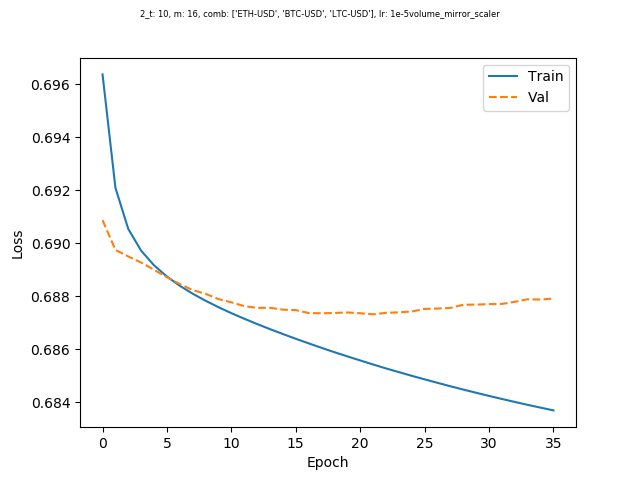 2_t: 10, m: 16, comb: ['ETH-USD', 'BTC-USD', 'LTC-USD'], lr: 1e-5volume_mirror_scaler
Train
Val
0.696
0.694
0.692
0.690
0.688
0.686
0.684
Loss
0 5 10 15 20 25 30 35
Epoch